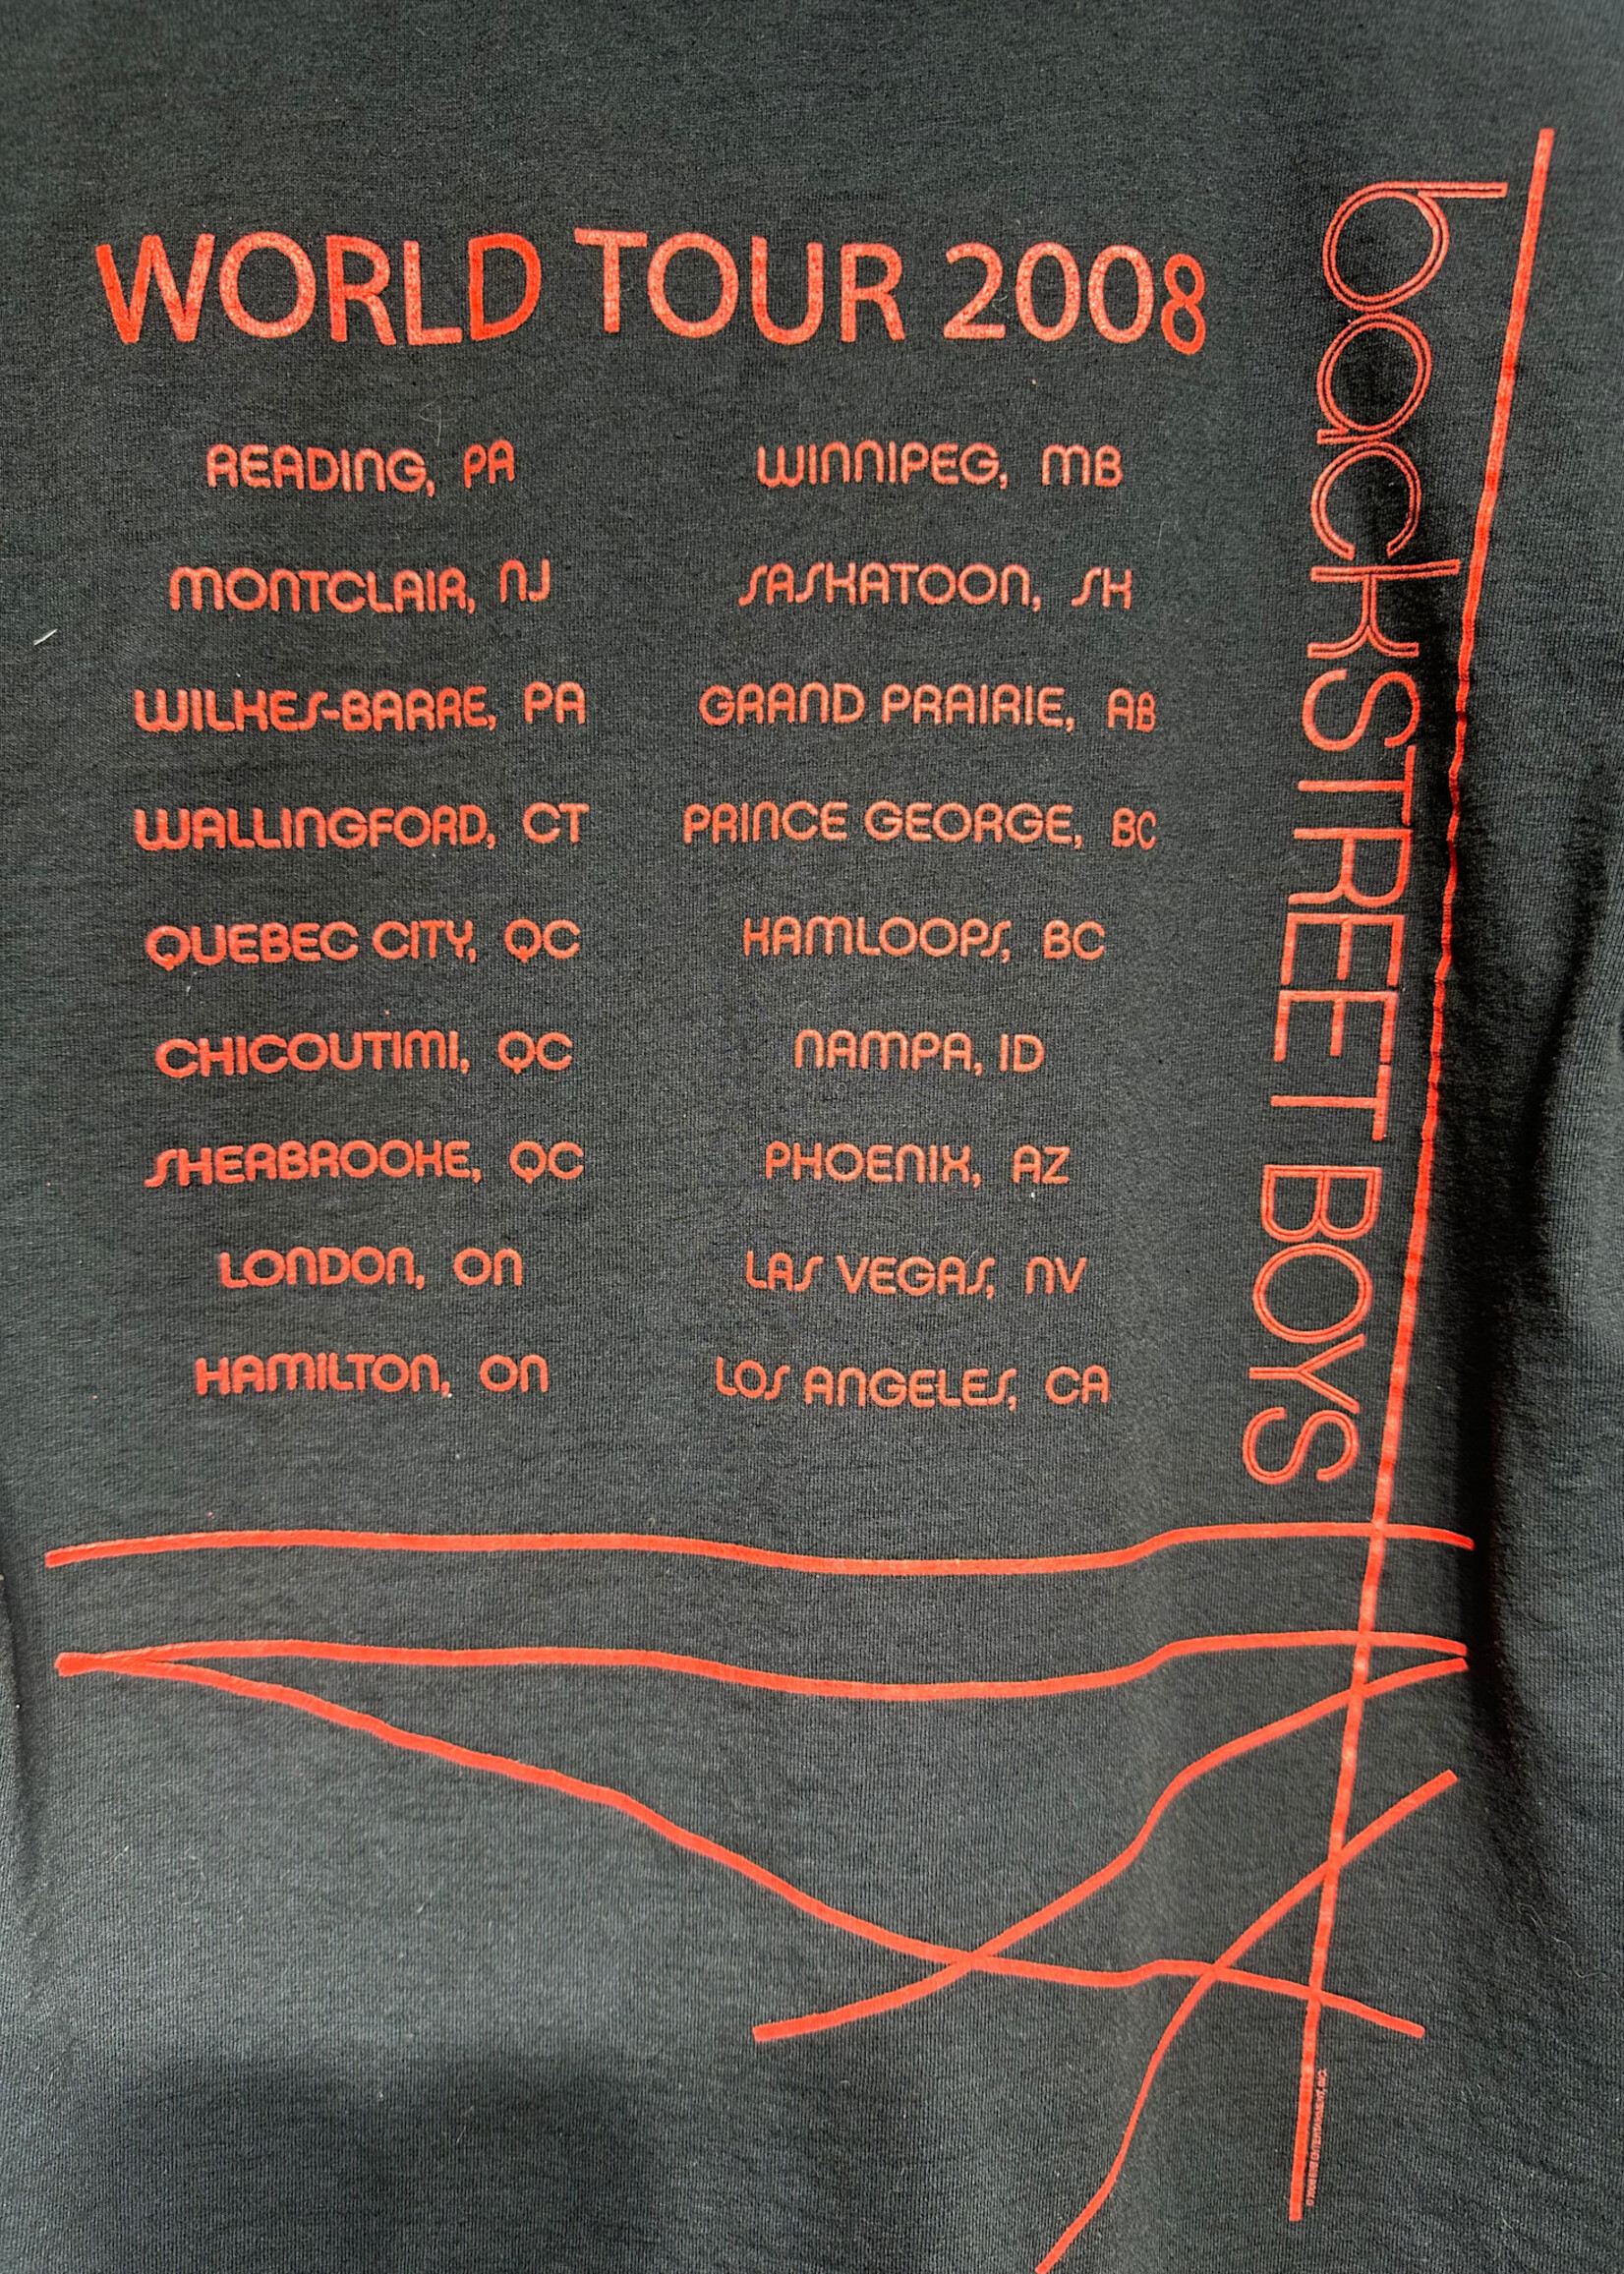 WORLD TOUR 2008
READING, PA
MONTCLAIR, NJ
WILKES-BARRE, PA
WALLINGFORD, CT
QUEBEC CITY, QC
CHICOUTIMI, QC
SHERBROOKE, QC
LONDON, ON
HAMILTON, ON
WINNIPEG, MB
SASKATOON, SK
GRAND PRAIRIE, AB
PRINCE GEORGE, BC
KAMLOOPS, BC
NAMPA, ID
PHOENIX, AZ
LAS VEGAS, NV
LOS ANGELES, CA
backSTREET BOYS